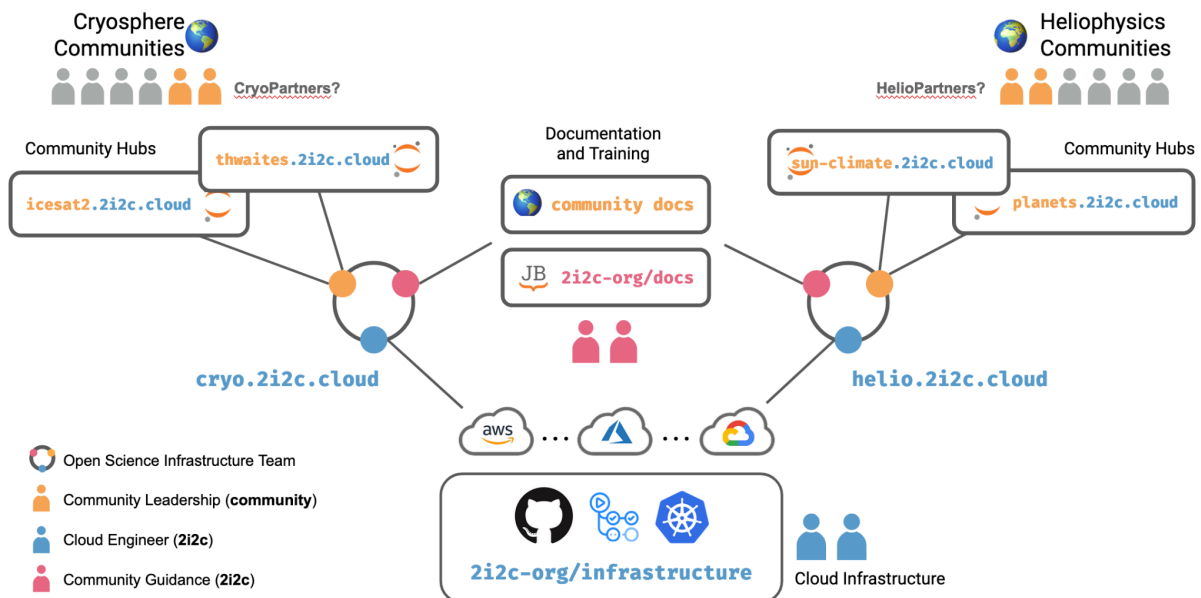 Cryosphere
Communities
CryoPartners?
Heliophysics
Communities
HelioPartners?
Community Hubs
thwaites.2i2c.cloud
icesat2.2i2c.cloud
Documentation
and Training
community docs
JB 2i2c-org/docs
sun-climate.2i2c.cloud
Community Hubs
planets.2i2c.cloud
cryo.2i2c.cloud
helio.2i2c.cloud
aws
... ...
2i2c-org/infrastructure
Cloud Infrastructure
Open Science Infrastructure Team
Community Leadership (community)
Cloud Engineer (2i2c)
Community Guidance (2i2c)